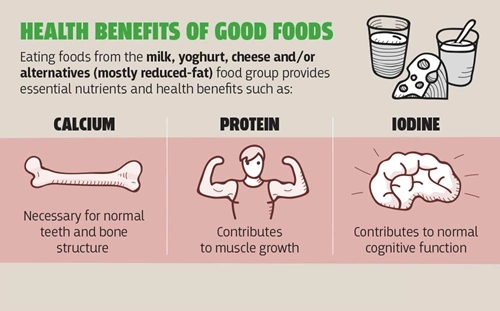 HEALTH BENEFITS OF GOOD FOODS
Eating foods from the milk, yoghurt, cheese and/or
alternatives (mostly reduced-fat) food group provides
essential nutrients and health benefits such as:
CALCIUM
Necessary for normal
teeth and bone
structure
PROTEIN
Contributes
to muscle growth
IODINE
Contributes to normal
cognitive function